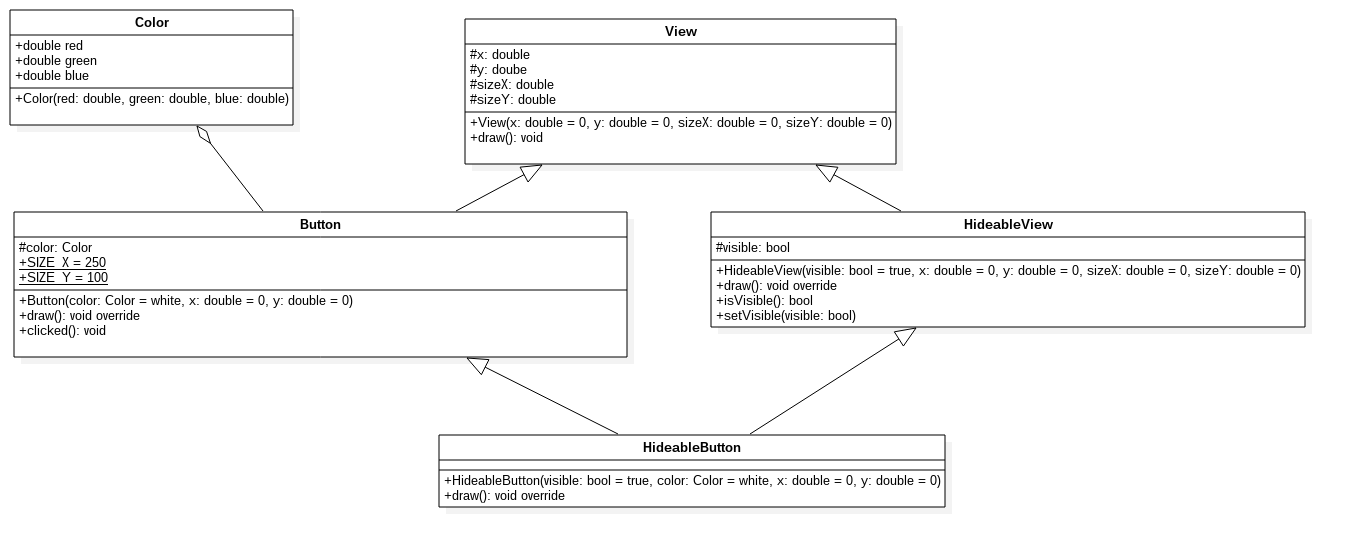 Color
+double red
+double green
+double blue
+Color(red: double, green: double, blue: double)
View
#x: double
#y: doube
#sizeX: double
#sizeY: double
+View(x: double = 0, y: double = 0, sizeX: double = 0, sizeY: double = 0)
+draw(): void
Button
#color: Color
+SIZE_X = 250
+SIZE_Y = 100
+Button(color: Color = white, x: double = 0, y: double = 0)
+draw(): void override
+clicked(): void
HideableView
#visible: bool
+HideableView(visible: bool = true, x: double = 0, y: double = 0, sizeX: double = 0, sizeY: double = 0)
+draw(): void override
+isVisible(): bool
+setVisible(visible: bool)
HideableButton
+HideableButton(visible: bool = true, color: Color = white, x: double = 0, y: double = 0)
+draw(): void override